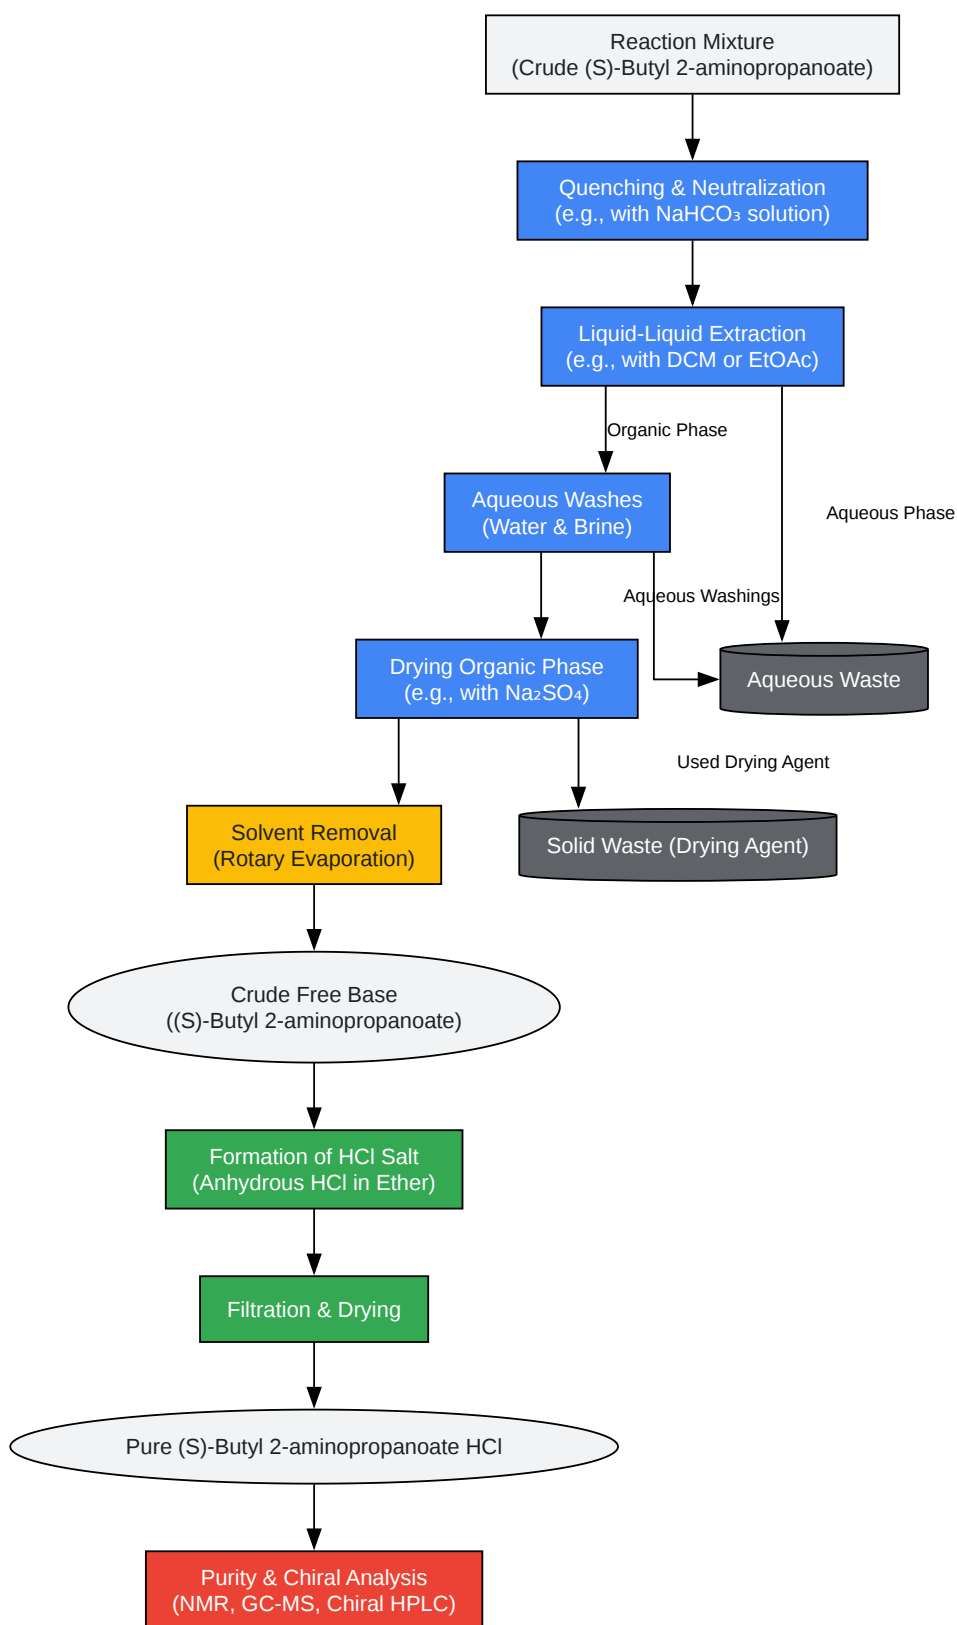 Reaction Mixture
(Crude (S)-Butyl 2-aminopropanoate)
Quenching & Neutralization
(e.g., with NaHCO₃ solution)
Liquid-Liquid Extraction
(e.g., with DCM or EtOAc)
Organic Phase
Aqueous Washes
(Water & Brine)
Aqueous Phase
Aqueous Washings
Drying Organic Phase
(e.g., with Na₂SO₄)
Aqueous Waste
Used Drying Agent
Solvent Removal
(Rotary Evaporation)
Solid Waste (Drying Agent)
Crude Free Base
((S)-Butyl 2-aminopropanoate)
Formation of HCl Salt
(Anhydrous HCl in Ether)
Filtration & Drying
Pure (S)-Butyl 2-aminopropanoate HCl
Purity & Chiral Analysis
(NMR, GC-MS, Chiral HPLC)